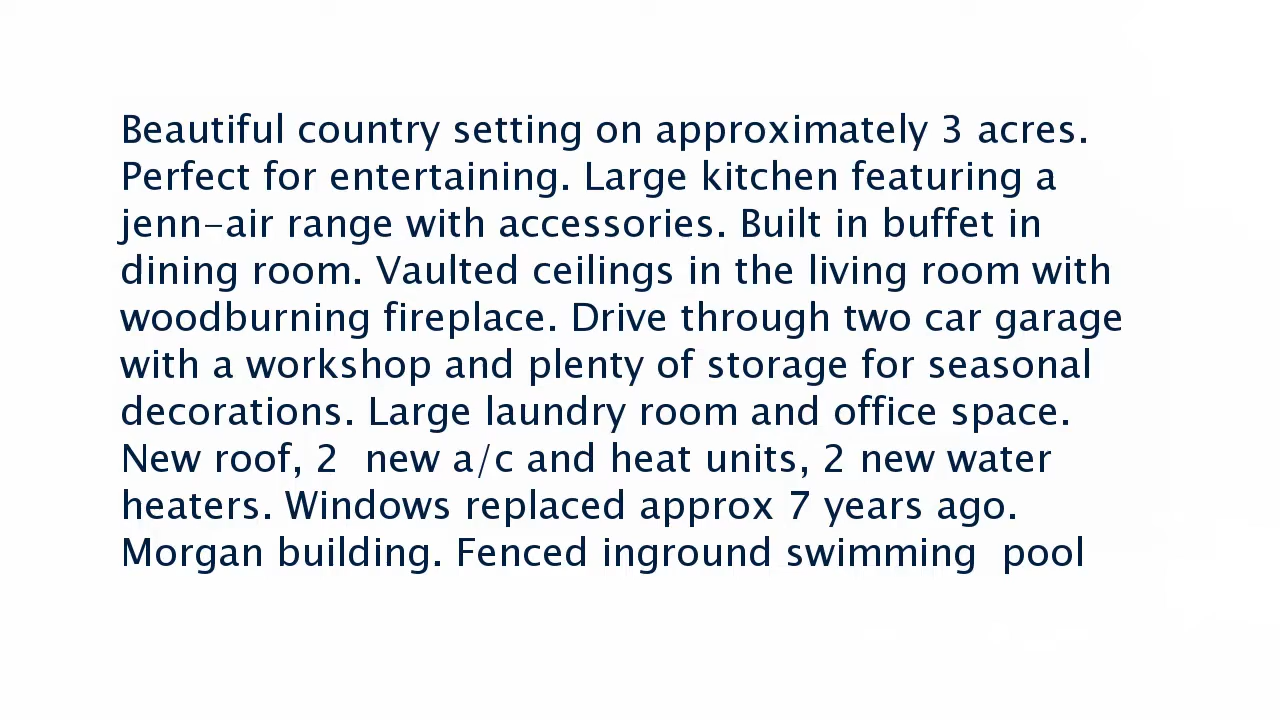 Beautiful country setting on approximately 3 acres.
Perfect for entertaining. Large kitchen featuring a
jenn-air range with accessories. Built in buffet in
dining room. Vaulted ceilings in the living room with
woodburning fireplace. Drive through two car garage
with a workshop and plenty of storage for seasonal
decorations. Large laundry room and office space.
New roof, 2  new a/c and heat units, 2 new water
heaters. Windows replaced approx 7 years ago.
Morgan building. Fenced inground swimming  pool